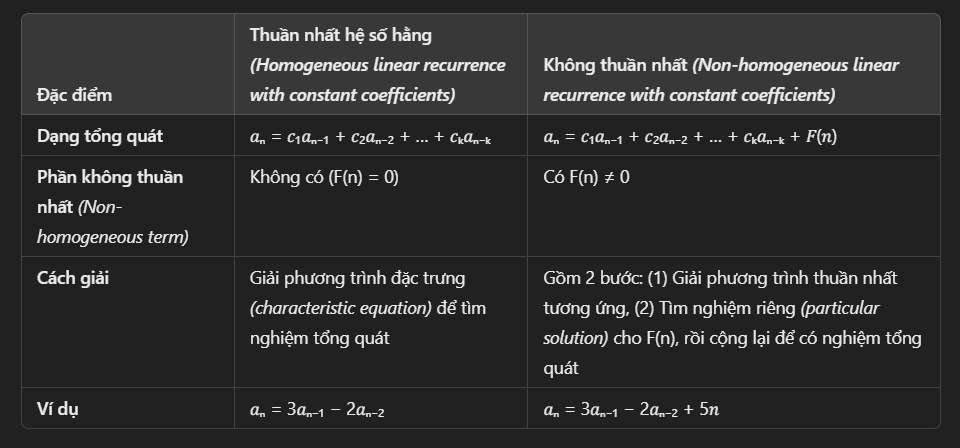 Đặc điểm
Thuần nhất hệ số hằng
(Homogeneous linear recurrence
with constant coefficients)
Không thuần nhất (Non-homogeneous linear
recurrence with constant coefficients)
Dạng tổng quát
aₙ = c₁aₙ₋₁ + c₂aₙ₋₂ + ... + cₖaₙ₋ₖ
aₙ = c₁aₙ₋₁ + c₂aₙ₋₂ + ... + cₖaₙ₋ₖ + F(n)
Phần không thuần
nhất (Non-
homogeneous term)
Không có (F(n) = 0)
Có F(n) ≠ 0
Cách giải
Giải phương trình đặc trưng
(characteristic equation) để tìm
nghiệm tổng quát
Gồm 2 bước: (1) Giải phương trình thuần nhất
tương ứng, (2) Tìm nghiệm riêng (particular
solution) cho F(n), rồi cộng lại để có nghiệm tổng
quát
Ví dụ
aₙ = 3aₙ₋₁ − 2aₙ₋₂
aₙ = 3aₙ₋₁ − 2aₙ₋₂ + 5n